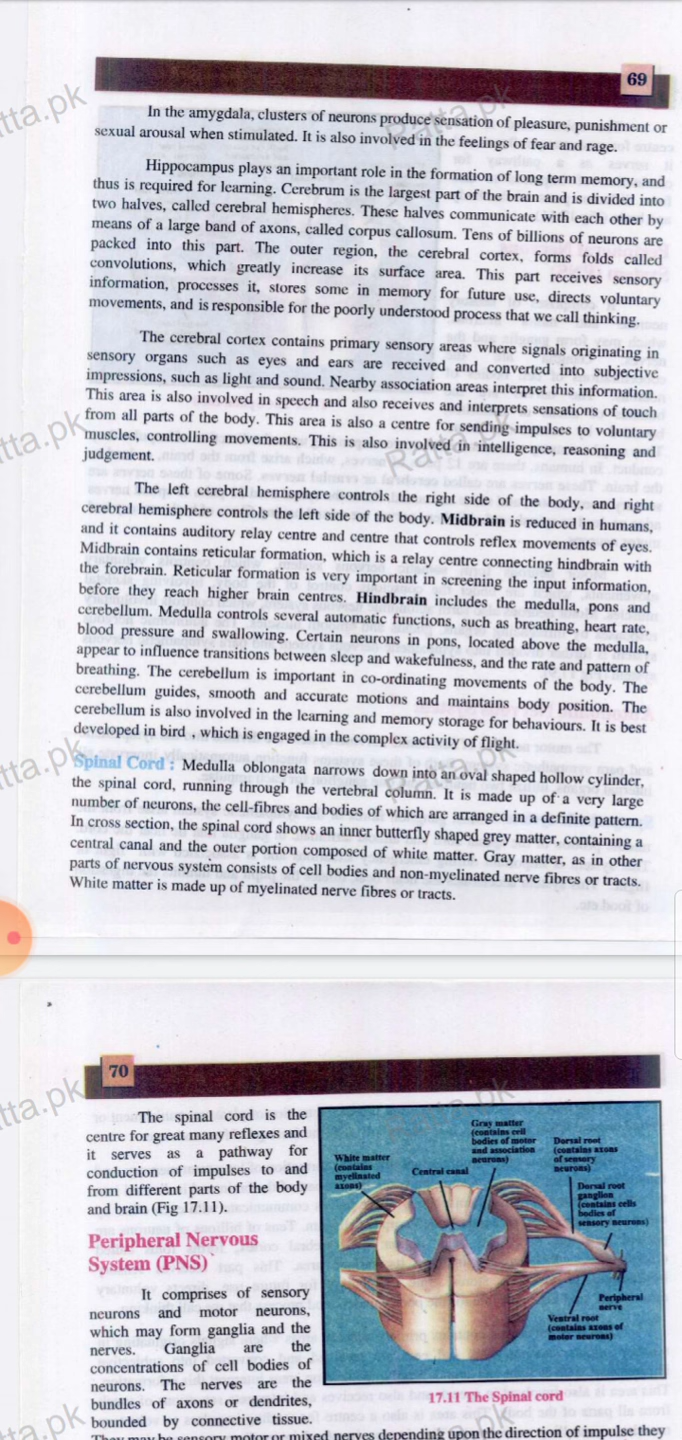 69
In the amygdala, clusters of neurons produce sensation of pleasure, punishment or
sexual arousal when stimulated. It is also involved in the feelings of fear and rage.
Hippocampus plays an important role in the formation of long term memory, and
thus is required for learning. Cerebrum is the largest part of the brain and is divided into
two halves, called cerebral hemispheres. These halves communicate with each other by
means of a large band of axons, called corpus callosum. Tens of billions of neurons are
packed into this part. The outer region, the cerebral cortex, forms folds called
convolutions, which greatly increase its surface area. This part receives sensory
information, processes it, stores some in memory for future use, directs voluntary
movements, and is responsible for the poorly understood process that we call thinking.
The cerebral cortex contains primary sensory areas where signals originating in
sensory organs such as eyes and ears are received and converted into subjective
impressions, such as light and sound. Nearby association areas interpret this information.
This area is also involved in speech and also receives and interprets sensations of touch
from all parts of the body. This area is also a centre for sending impulses to voluntary
muscles, controlling movements. This is also involved in intelligence, reasoning and
judgement.
The left cerebral hemisphere controls the right side of the body, and right
cerebral hemisphere controls the left side of the body. Midbrain is reduced in humans,
and it contains auditory relay centre and centre that controls reflex movements of eyes.
Midbrain contains reticular formation, which is a relay centre connecting hindbrain with
the forebrain. Reticular formation is very important in screening the input information,
before they reach higher brain centres. Hindbrain includes the medulla, pons and
cerebellum. Medulla controls several automatic functions, such as breathing, heart rate,
blood pressure and swallowing. Certain neurons in pons, located above the medulla,
appear to influence transitions between sleep and wakefulness, and the rate and pattern of
breathing. The cerebellum is important in co-ordinating movements of the body. The
cerebellum guides, smooth and accurate motions and maintains body position. The
cerebellum is also involved in the learning and memory storage for behaviours. It is best
developed in bird , which is engaged in the complex activity of flight.
Spinal Cord : Medulla oblongata narrows down into an oval shaped hollow cylinder,
the spinal cord, running through the vertebral column. It is made up of a very large
number of neurons, the cell-fibres and bodies of which are arranged in a definite pattern.
In cross section, the spinal cord shows an inner butterfly shaped grey matter, containing a
central canal and the outer portion composed of white matter. Gray matter, as in other
parts of nervous system consists of cell bodies and non-myelinated nerve fibres or tracts.
White matter is made up of myelinated nerve fibres or tracts.
70
The spinal cord is the
centre for great many reflexes and
it serves as a pathway for
conduction of impulses to and
from different parts of the body
and brain (Fig 17.11).
Peripheral Nervous
System (PNS)
It comprises of sensory
neurons and motor neurons,
which may form ganglia and the
nerves. Ganglia are the
concentrations of cell bodies of
neurons. The nerves are the
bundles of axons or dendrites,
bounded by connective tissue.
They may be sensory motor or mixed nerves depending upon the direction of impulse they
White matter
(contains
myelinated
axons)
Central canal
Gray matter
(contains cell
bodies of motor
and association
neurons)
Dorsal root
(contains axons
of sensory
neurons)
Dorsal root
ganglion
(contains cells
bodies of
sensory neurons)
Peripheral
nerve
Ventral root
(contains axons of
motor neurons)
17.11 The Spinal cord
Ratta.pk
Ratta.pk
Ratta.pk
tta.pk
tta.pk
tta.pk
tta.pk
tta.pk